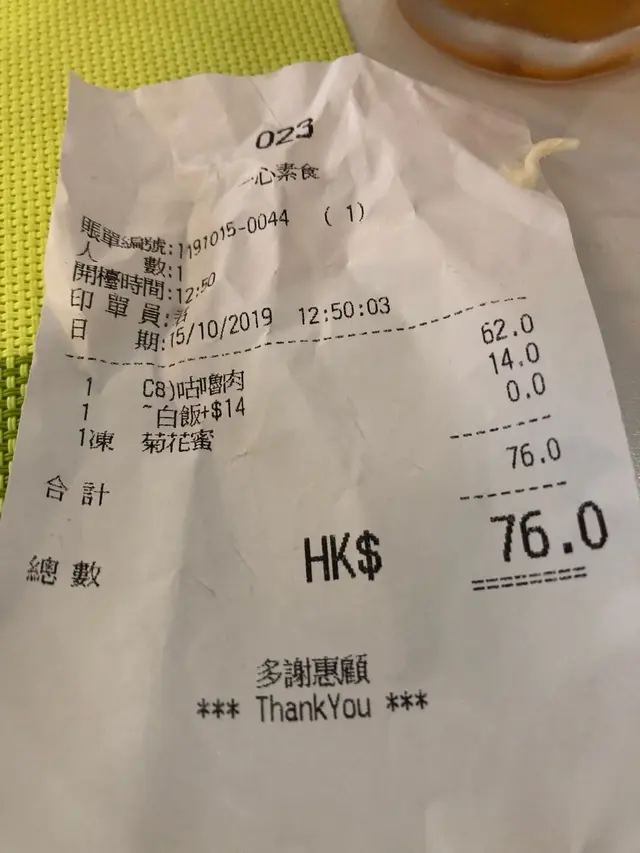 023
一心素食
賬單編號:1191015-0044 ( 1)
人 數:1
開檯時間:12:50
印 單 員:
日 期:15/10/2019 12:50:03
1 C8)咕嚕肉 62.0
1 ~白飯+$14 14.0
1凍 菊花蜜 0.0
合 計 76.0
總 數 HK$ 76.0
多謝惠顧
*** ThankYou ***